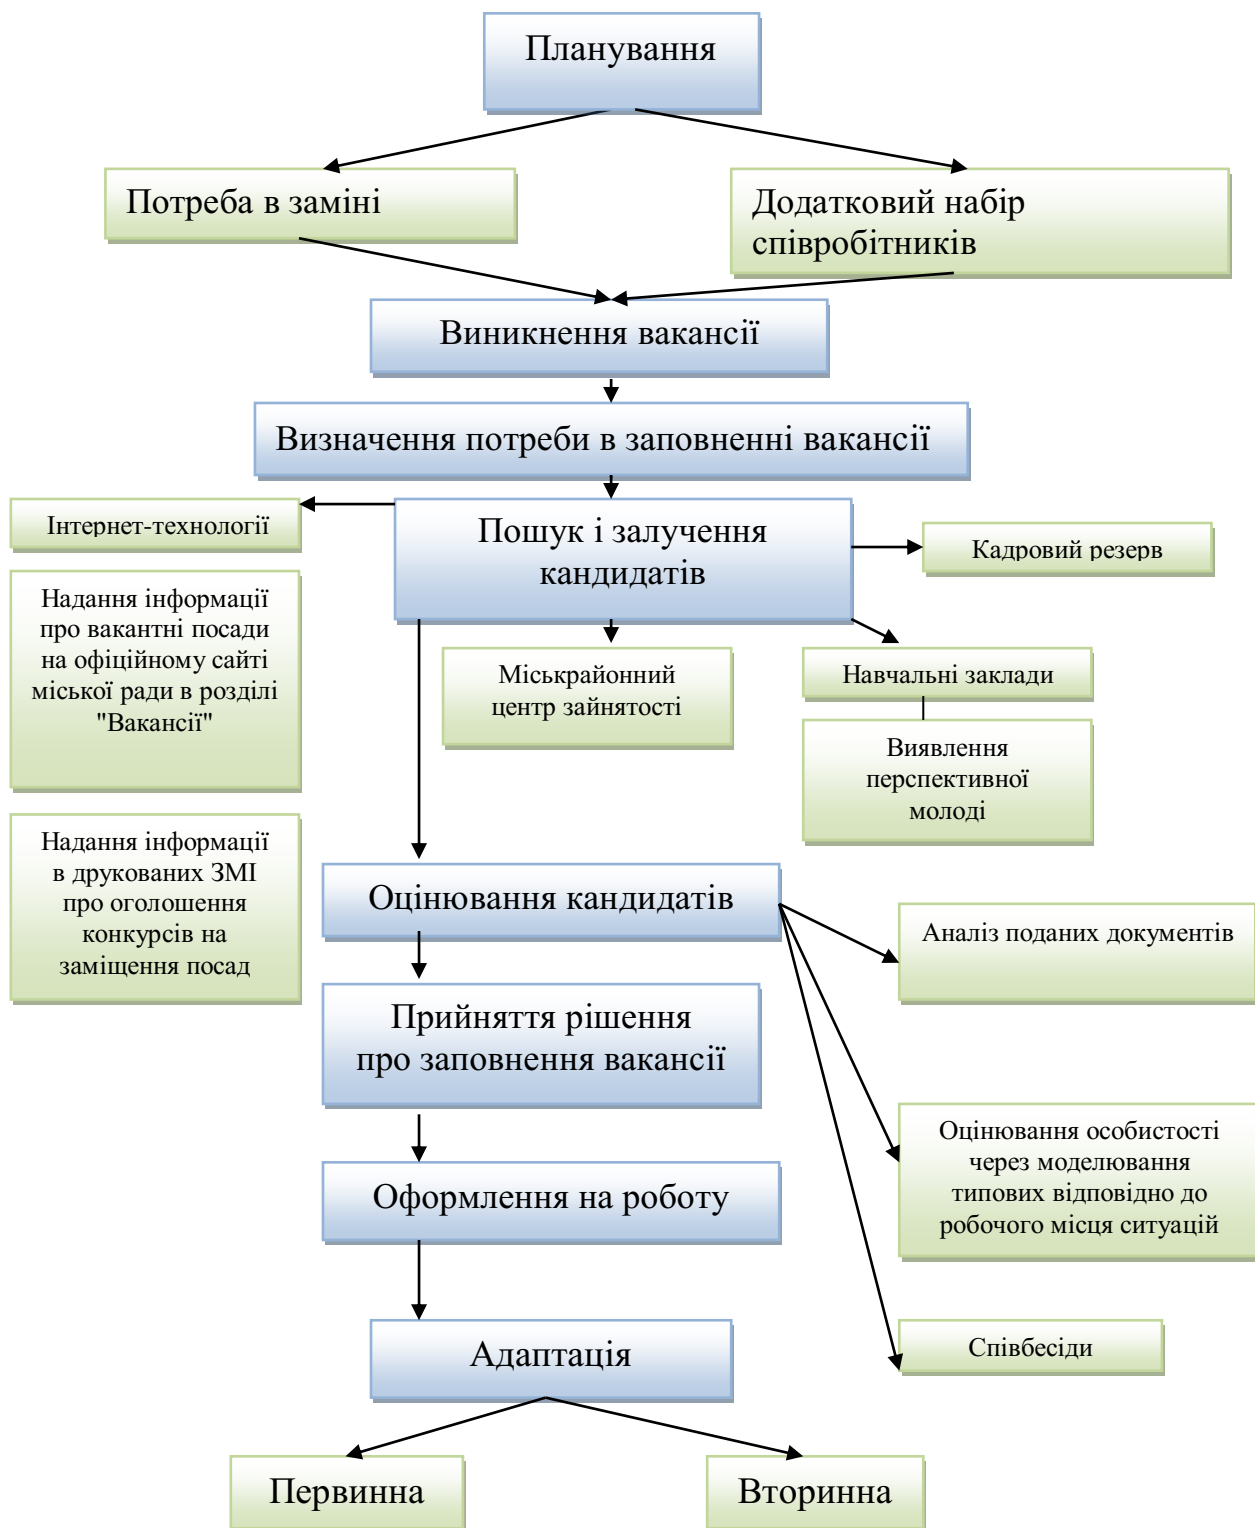 Планування
Потреба в заміні
Додатковий набір
співробітників
Виникнення вакансії
Визначення потреби в заповненні вакансії
Інтернет-технології
Пошук і залучення
кандидатів
Кадровий резерв
Надання інформації
про вакантні посади
на офіційному сайті
міської ради в розділі
"Вакансії"
Міськрайонний
центр зайнятості
Навчальні заклади
Виявлення
перспективної
молоді
Надання інформації
в друкованих ЗМІ
про оголошення
конкурсів на
заміщення посад
Оцінювання кандидатів
Аналіз поданих документів
Прийняття рішення
про заповнення вакансії
Оцінювання особистості
через моделювання
типових відповідно до
робочого місця ситуацій
Оформлення на роботу
Співбесіди
Адаптація
Первинна
Вторинна